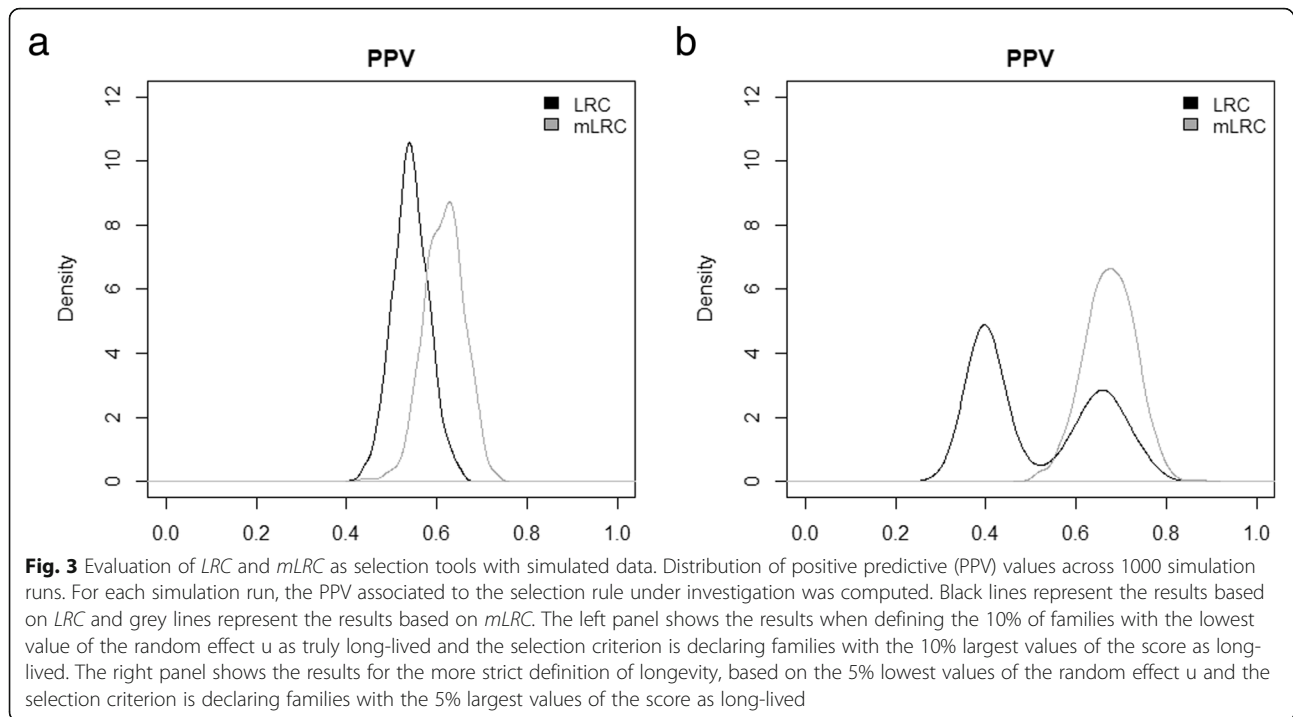 a
PPV
Density
12
10
8
6
4
2
0
0.0 0.2 0.4 0.6 0.8 1.0
LRC
mLRC
b
PPV
Density
12
10
8
6
4
2
0
0.0 0.2 0.4 0.6 0.8 1.0
LRC
mLRC
Fig. 3 Evaluation of LRC and mLRC as selection tools with simulated data. Distribution of positive predictive (PPV) values across 1000 simulation
runs. For each simulation run, the PPV associated to the selection rule under investigation was computed. Black lines represent the results based
on LRC and grey lines represent the results based on mLRC. The left panel shows the results when defining the 10% of families with the lowest
value of the random effect u as truly long-lived and the selection criterion is declaring families with the 10% largest values of the score as long-
lived. The right panel shows the results for the more strict definition of longevity, based on the 5% lowest values of the random effect u and the
selection criterion is declaring families with the 5% largest values of the score as long-lived